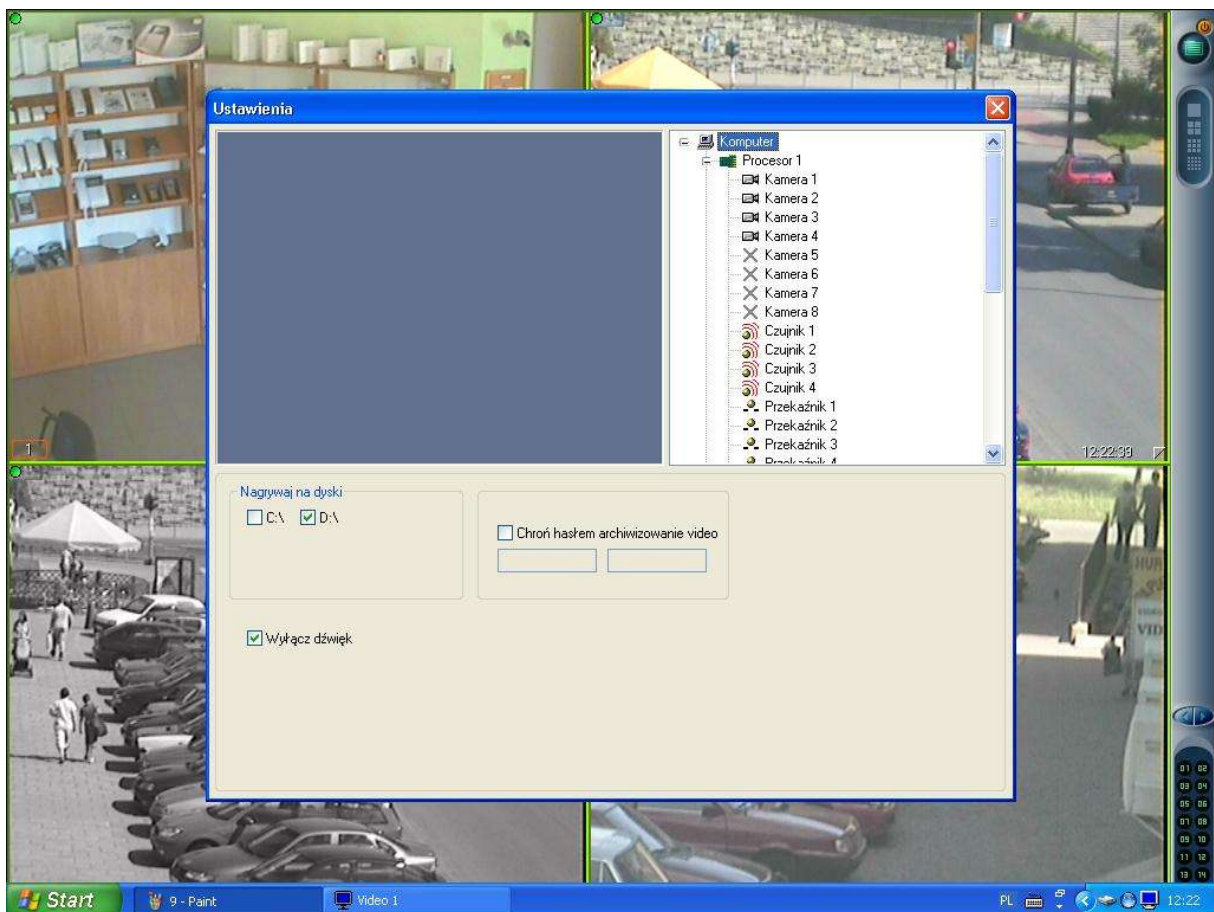 Ustawienia
Komputer
Procesor 1
Kamera 1
Kamera 2
Kamera 3
Kamera 4
Kamera 5
Kamera 6
Kamera 7
Kamera 8
Czujnik 1
Czujnik 2
Czujnik 3
Czujnik 4
Przekaźnik 1
Przekaźnik 2
Przekaźnik 3
Przekaźnik 4
1
12:22:39
Nagrywaj na dyski
C:\ D:\
Chroń hasłem archiwizowanie video
Wyłącz dźwięk
VID
01 02
03 04
05 06
07 08
09 10
11 12
13 14
Start 9 - Paint Video 1 PL 12:22